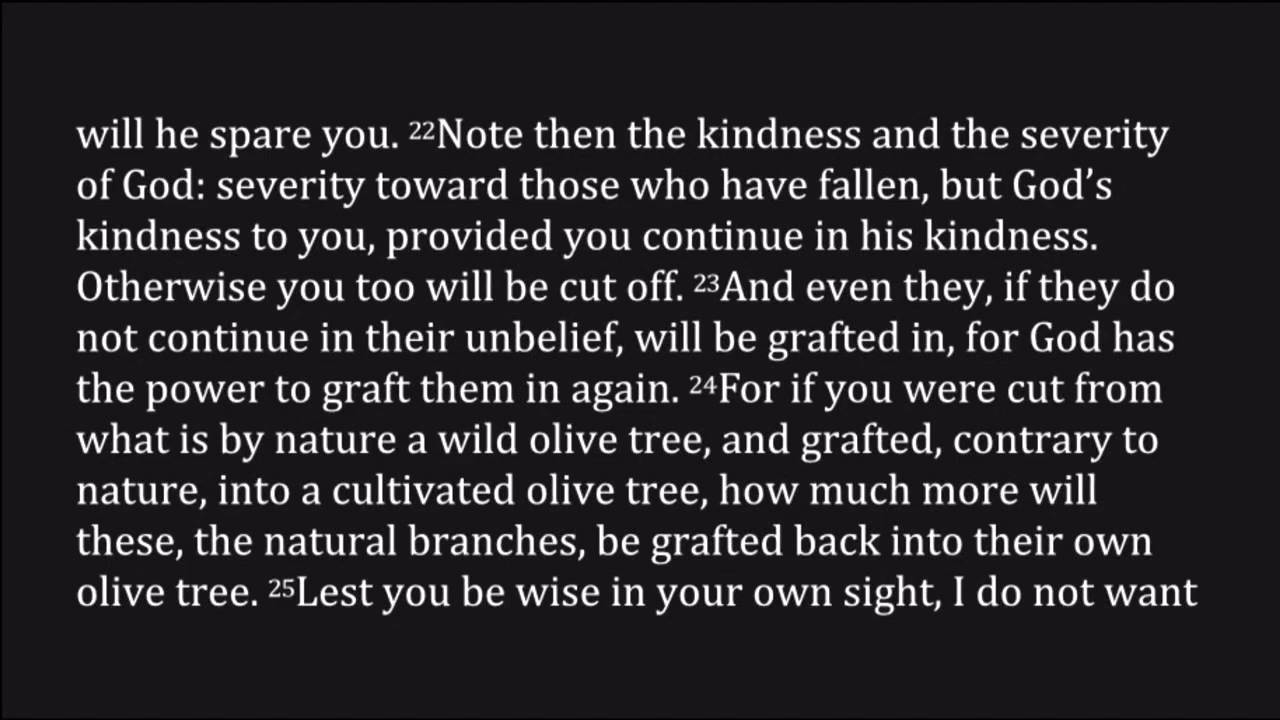 will he spare you. ²²Note then the kindness and the severity
of God: severity toward those who have fallen, but God’s
kindness to you, provided you continue in his kindness.
Otherwise you too will be cut off. ²³And even they, if they do
not continue in their unbelief, will be grafted in, for God has
the power to graft them in again. ²⁴For if you were cut from
what is by nature a wild olive tree, and grafted, contrary to
nature, into a cultivated olive tree, how much more will
these, the natural branches, be grafted back into their own
olive tree. ²⁵Lest you be wise in your own sight, I do not want